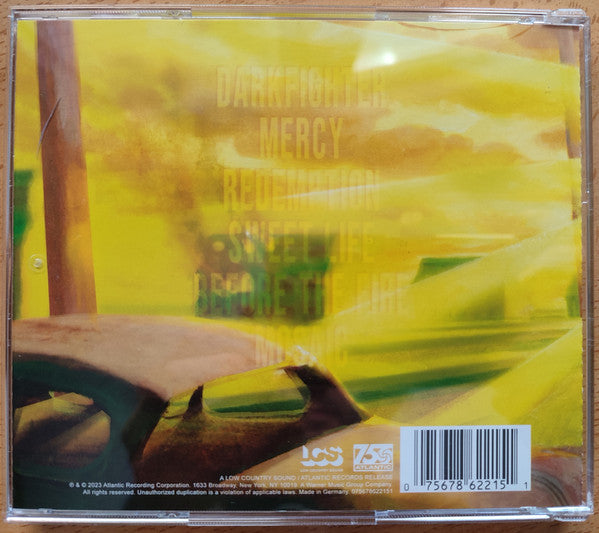 DARKFIGHTER
MERCY
REDEMPTION
SWEET LIFE
BEFORE THE FIRE
MOSAIC
LCS
LOW COUNTRY SOUND
75
ATLANTIC
A LOW COUNTRY SOUND / ATLANTIC RECORDS RELEASE
℗ & © 2023 Atlantic Recording Corporation. 1633 Broadway, New York, NY 10019. A Warner Music Group Company
All rights reserved. Unauthorized duplication is a violation of applicable laws. Made in Germany. 075678622151
0 75678 62215 1